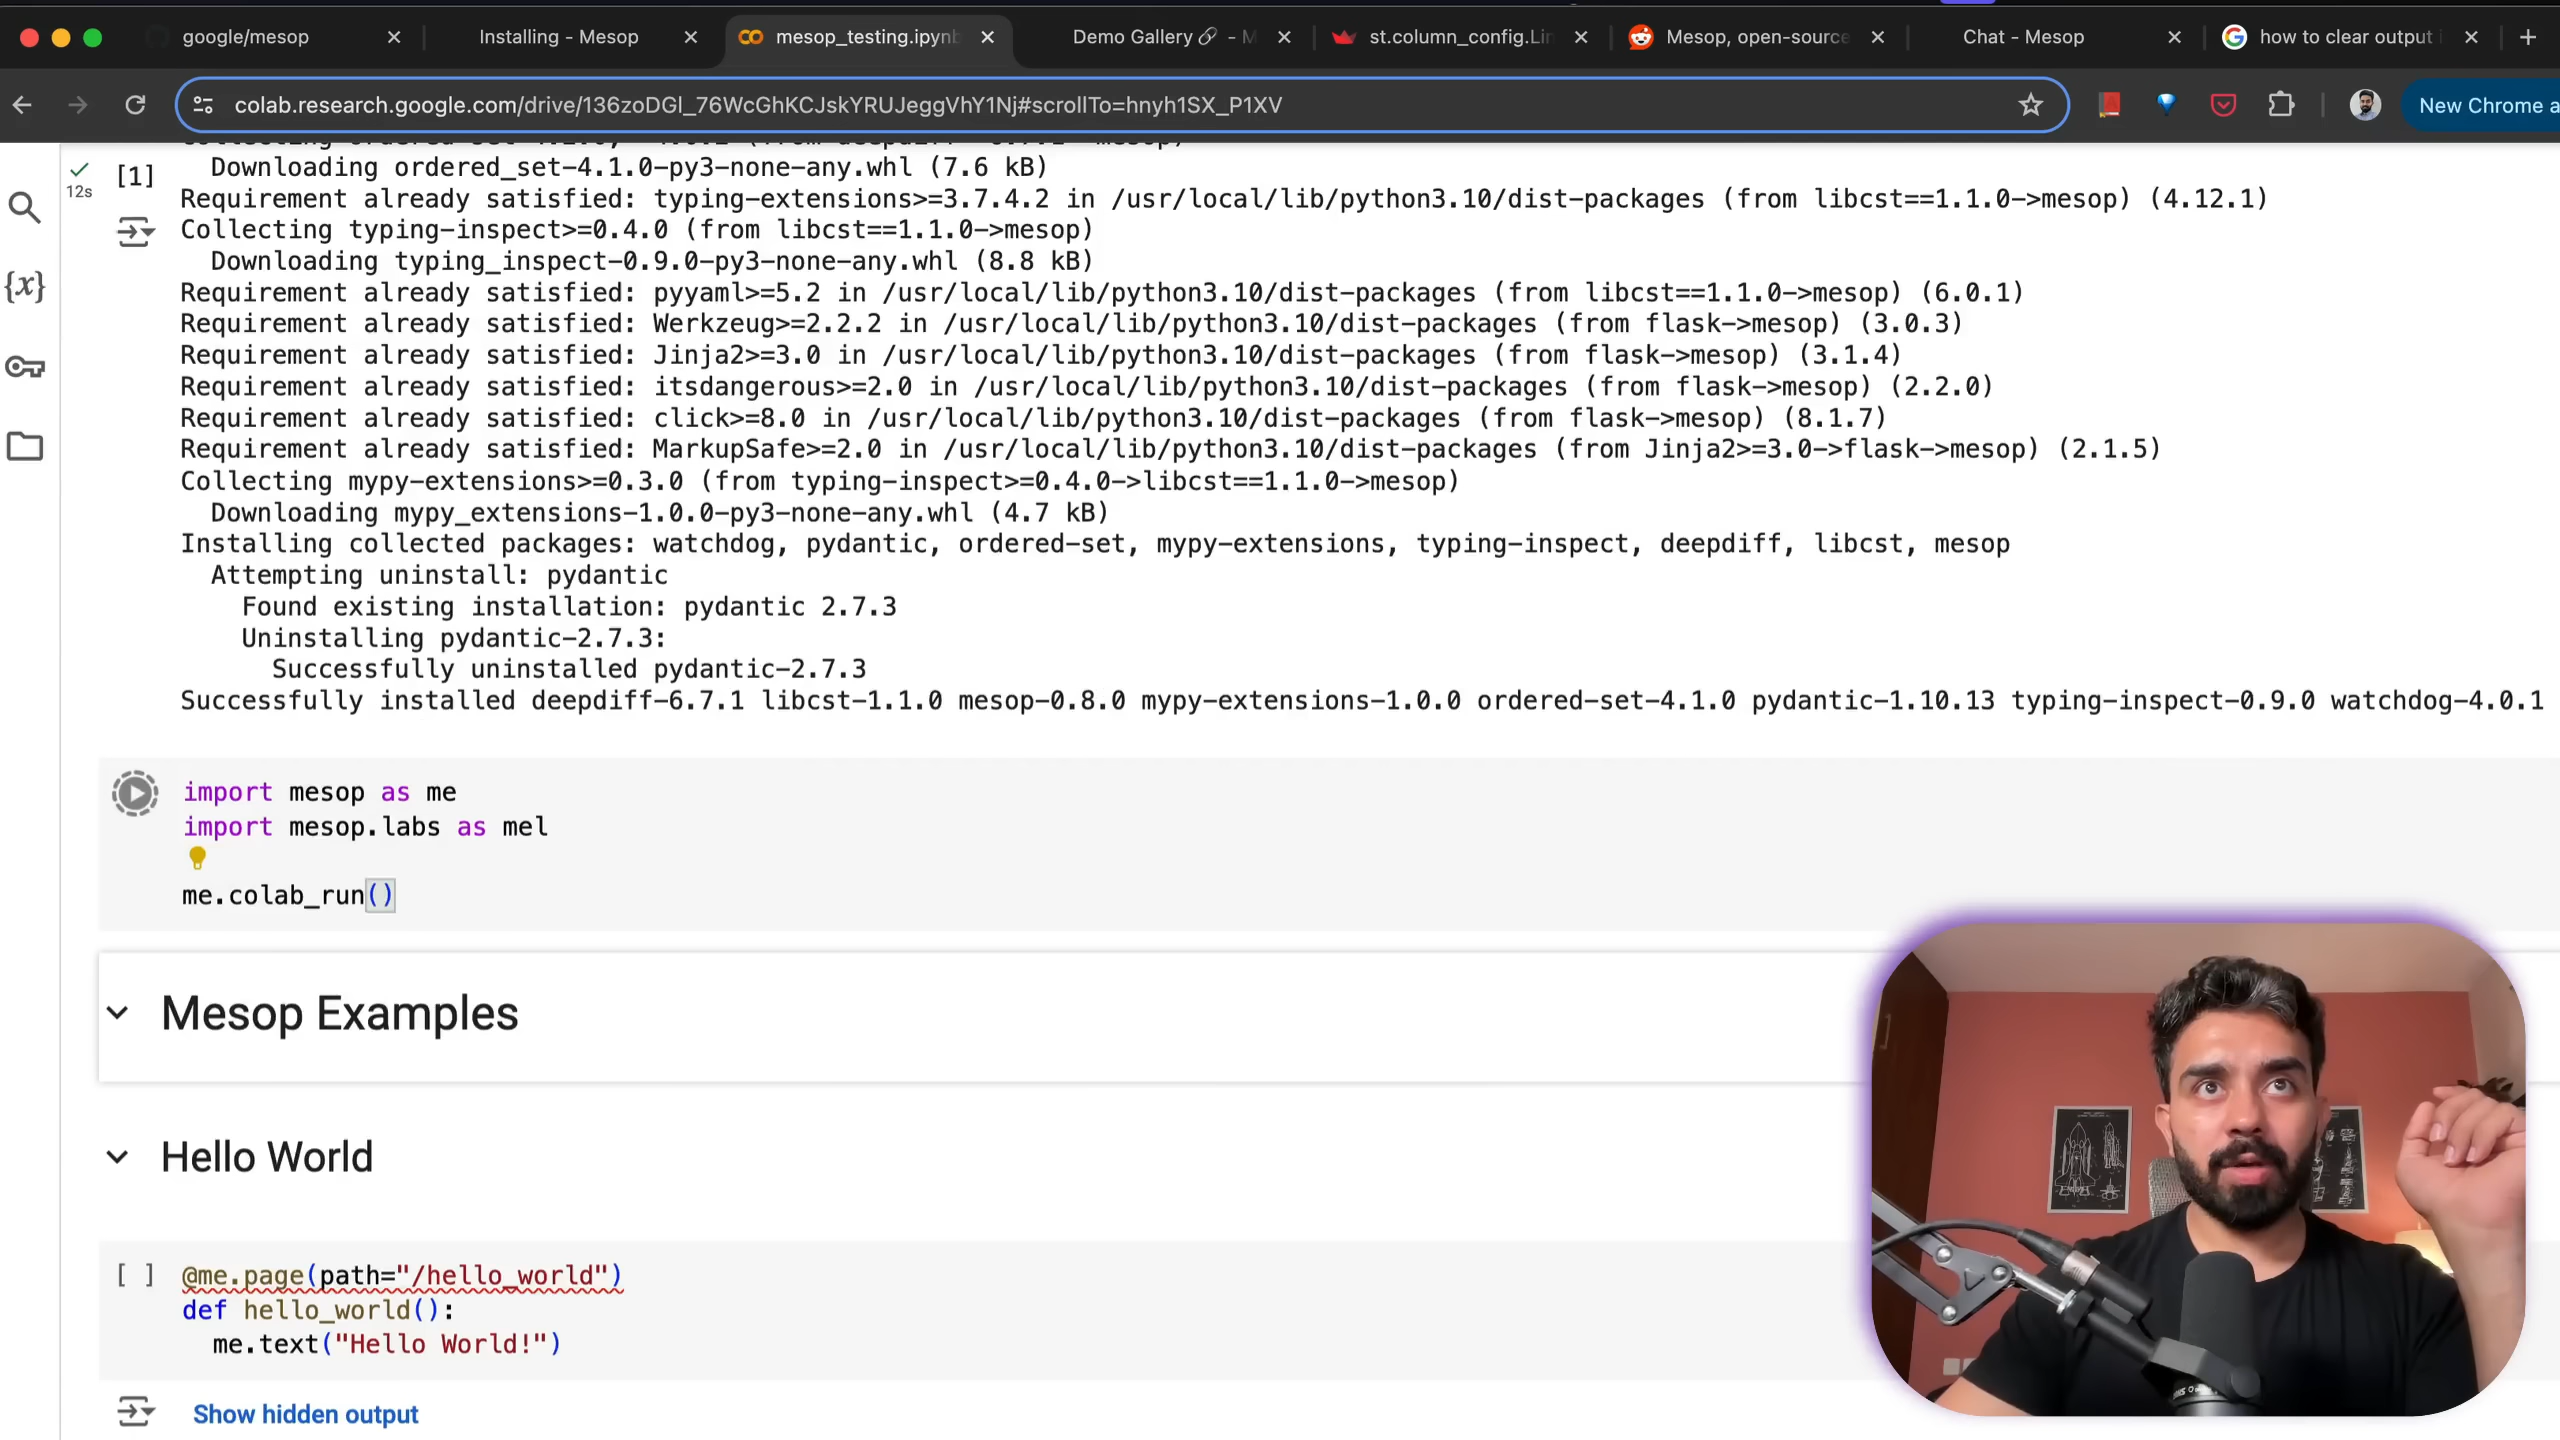 google/mesop
Installing - Mesop
mesop_testing.ipynb
Demo Gallery - M
st.column_config.Lin
Mesop, open-source
Chat - Mesop
how to clear output i
colab.research.google.com/drive/136zoDGl_76WcGhKCJskYRUJeggVhY1Nj#scrollTo=hnyh1SX_P1XV
New Chrome a
12s
[1]
Downloading ordered_set-4.1.0-py3-none-any.whl (7.6 kB)
Requirement already satisfied: typing-extensions>=3.7.4.2 in /usr/local/lib/python3.10/dist-packages (from libcst==1.1.0->mesop) (4.12.1)
Collecting typing-inspect>=0.4.0 (from libcst==1.1.0->mesop)
Downloading typing_inspect-0.9.0-py3-none-any.whl (8.8 kB)
Requirement already satisfied: pyyaml>=5.2 in /usr/local/lib/python3.10/dist-packages (from libcst==1.1.0->mesop) (6.0.1)
Requirement already satisfied: Werkzeug>=2.2.2 in /usr/local/lib/python3.10/dist-packages (from flask->mesop) (3.0.3)
Requirement already satisfied: Jinja2>=3.0 in /usr/local/lib/python3.10/dist-packages (from flask->mesop) (3.1.4)
Requirement already satisfied: itsdangerous>=2.0 in /usr/local/lib/python3.10/dist-packages (from flask->mesop) (2.2.0)
Requirement already satisfied: click>=8.0 in /usr/local/lib/python3.10/dist-packages (from flask->mesop) (8.1.7)
Requirement already satisfied: MarkupSafe>=2.0 in /usr/local/lib/python3.10/dist-packages (from Jinja2>=3.0->flask->mesop) (2.1.5)
Collecting mypy-extensions>=0.3.0 (from typing-inspect>=0.4.0->libcst==1.1.0->mesop)
Downloading mypy_extensions-1.0.0-py3-none-any.whl (4.7 kB)
Installing collected packages: watchdog, pydantic, ordered-set, mypy-extensions, typing-inspect, deepdiff, libcst, mesop
Attempting uninstall: pydantic
Found existing installation: pydantic 2.7.3
Uninstalling pydantic-2.7.3:
Successfully uninstalled pydantic-2.7.3
Successfully installed deepdiff-6.7.1 libcst-1.1.0 mesop-0.8.0 mypy-extensions-1.0.0 ordered-set-4.1.0 pydantic-1.10.13 typing-inspect-0.9.0 watchdog-4.0.1
import mesop as me
import mesop.labs as mel
me.colab_run()
Mesop Examples
Hello World
[ ]
@me.page(path="/hello_world")
def hello_world():
me.text("Hello World!")
Show hidden output